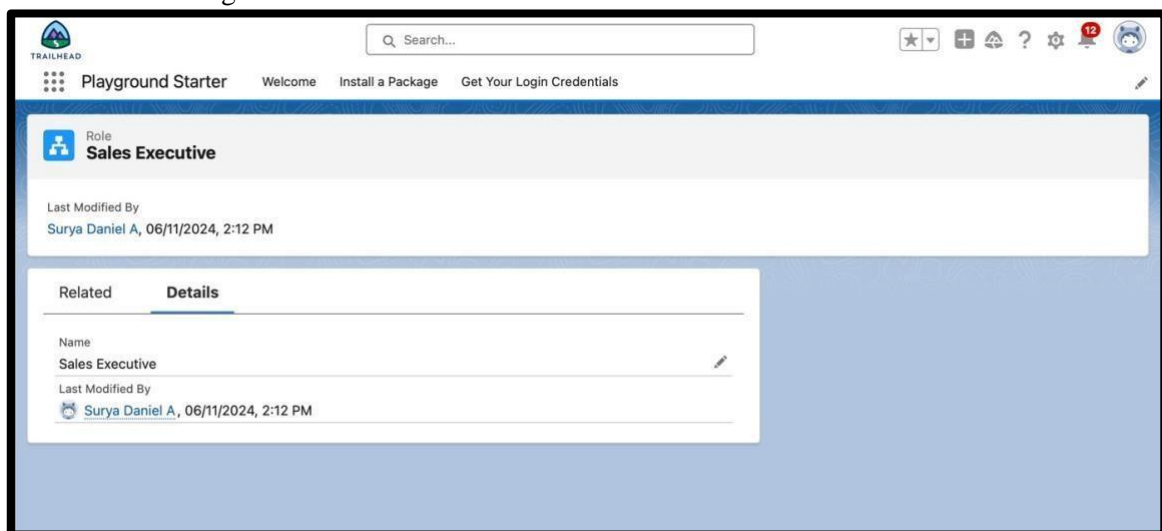 TRAILHEAD
Search...
12
Playground Starter Welcome Install a Package Get Your Login Credentials
Role
Sales Executive
Last Modified By
Surya Daniel A, 06/11/2024, 2:12 PM
Related Details
Name
Sales Executive
Last Modified By
Surya Daniel A, 06/11/2024, 2:12 PM